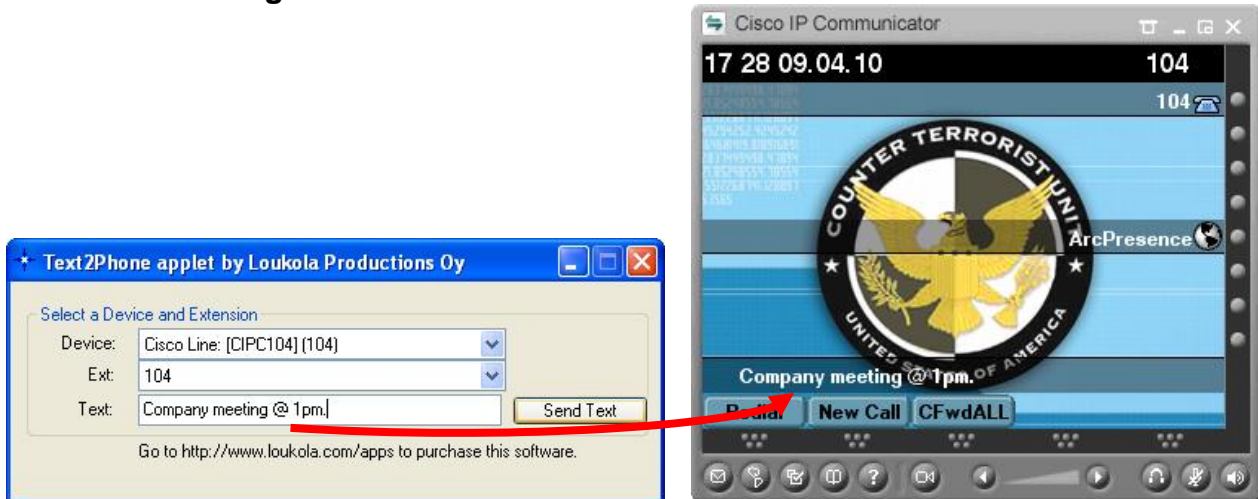 g
Cisco IP Communicator
17 28 09.04.10 104
104
COUNTER TERRORIST UNIT
UNITED STATES OF AMERICA
ArcPresence
Company meeting @ 1pm.
Redial New Call CFwdALL
?
Text2Phone applet by Loukola Productions Oy
Select a Device and Extension
Device: Cisco Line: [CIPC104] (104)
Ext: 104
Text: Company meeting @ 1pm. Send Text
Go to http://www.loukola.com/apps to purchase this software.